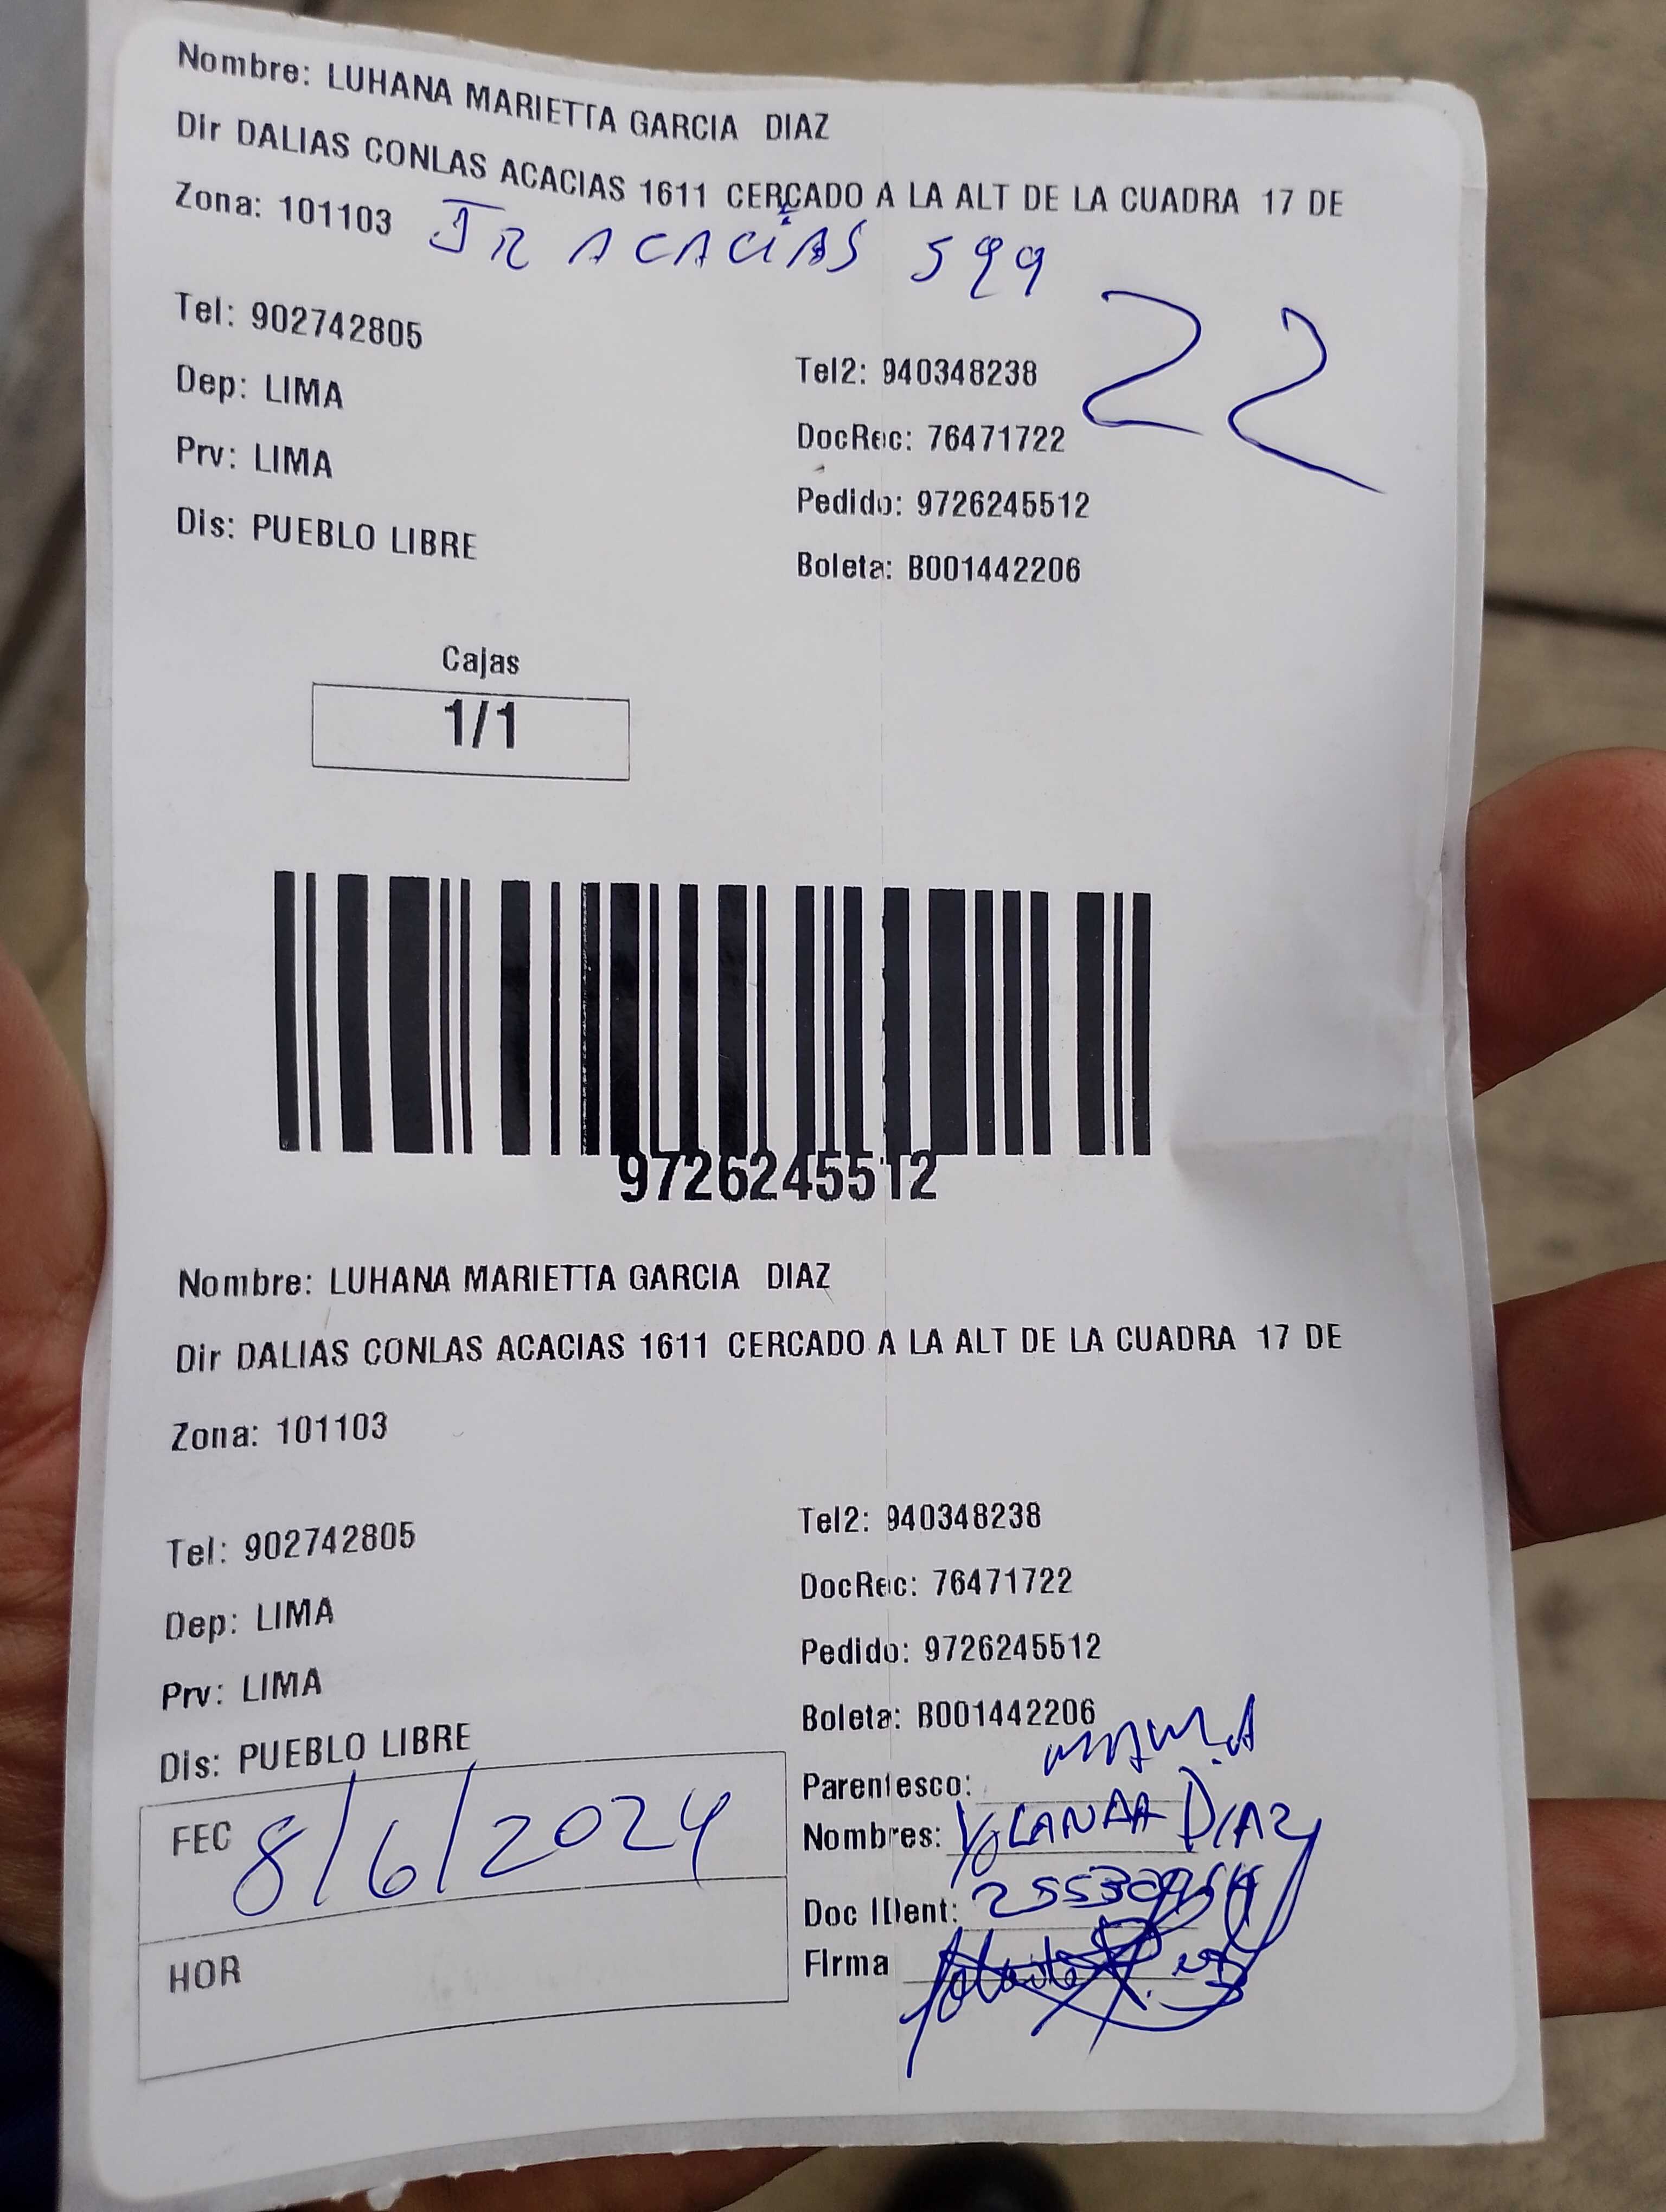 Nombre: LUHANA MARIETTA GARCIA DIAZ
Dir DALIAS CONLAS ACACIAS 1611 CERCADO A LA ALT DE LA CUADRA 17 DE
Zona: 101103
JR ACACIAS 599
22
Tel: 902742805
Tel2: 940348238
Dep: LIMA
DocRec: 76471722
Prv: LIMA
Pedido: 9726245512
Dis: PUEBLO LIBRE
Boleta: B001442206
Cajas
1/1
9726245512
Nombre: LUHANA MARIETTA GARCIA DIAZ
Dir DALIAS CONLAS ACACIAS 1611 CERCADO A LA ALT DE LA CUADRA 17 DE
Zona: 101103
Tel: 902742805
Tel2: 940348238
Dep: LIMA
DocRec: 76471722
Prv: LIMA
Pedido: 9726245512
Dis: PUEBLO LIBRE
Boleta: B001442206
FEC 8/6/2024
HOR
Parentesco:
Nombres: YOLANDA DIAZ
Doc IDent:
Firma